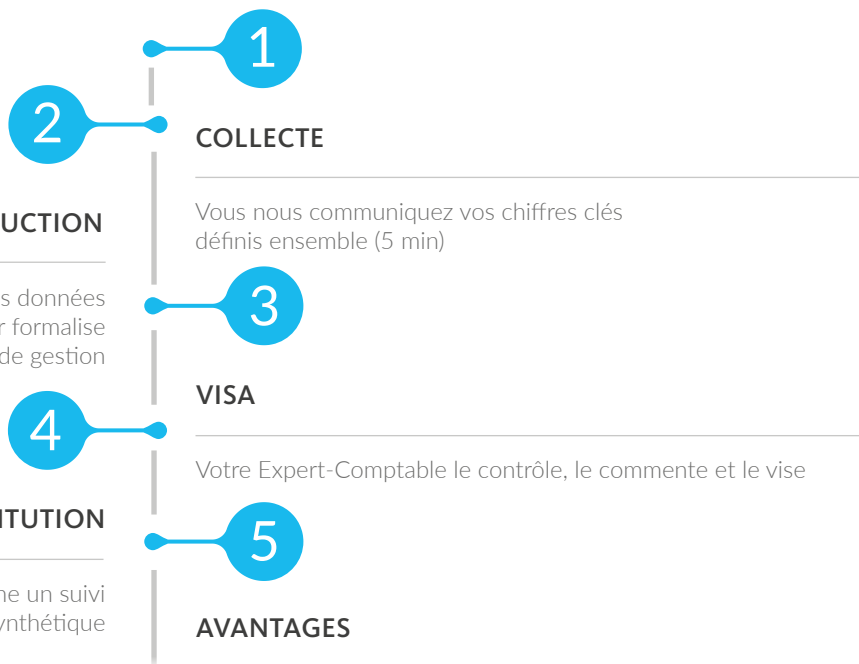 1
COLLECTE
Vous nous communiquez vos chiffres clés
définis ensemble (5 min)
2
UCTION
données
formalise
de gestion
3
VISA
Votre Expert-Comptable le contrôle, le commente et le vise
4
ITUTION
un suivi
ynthétique
5
AVANTAGES